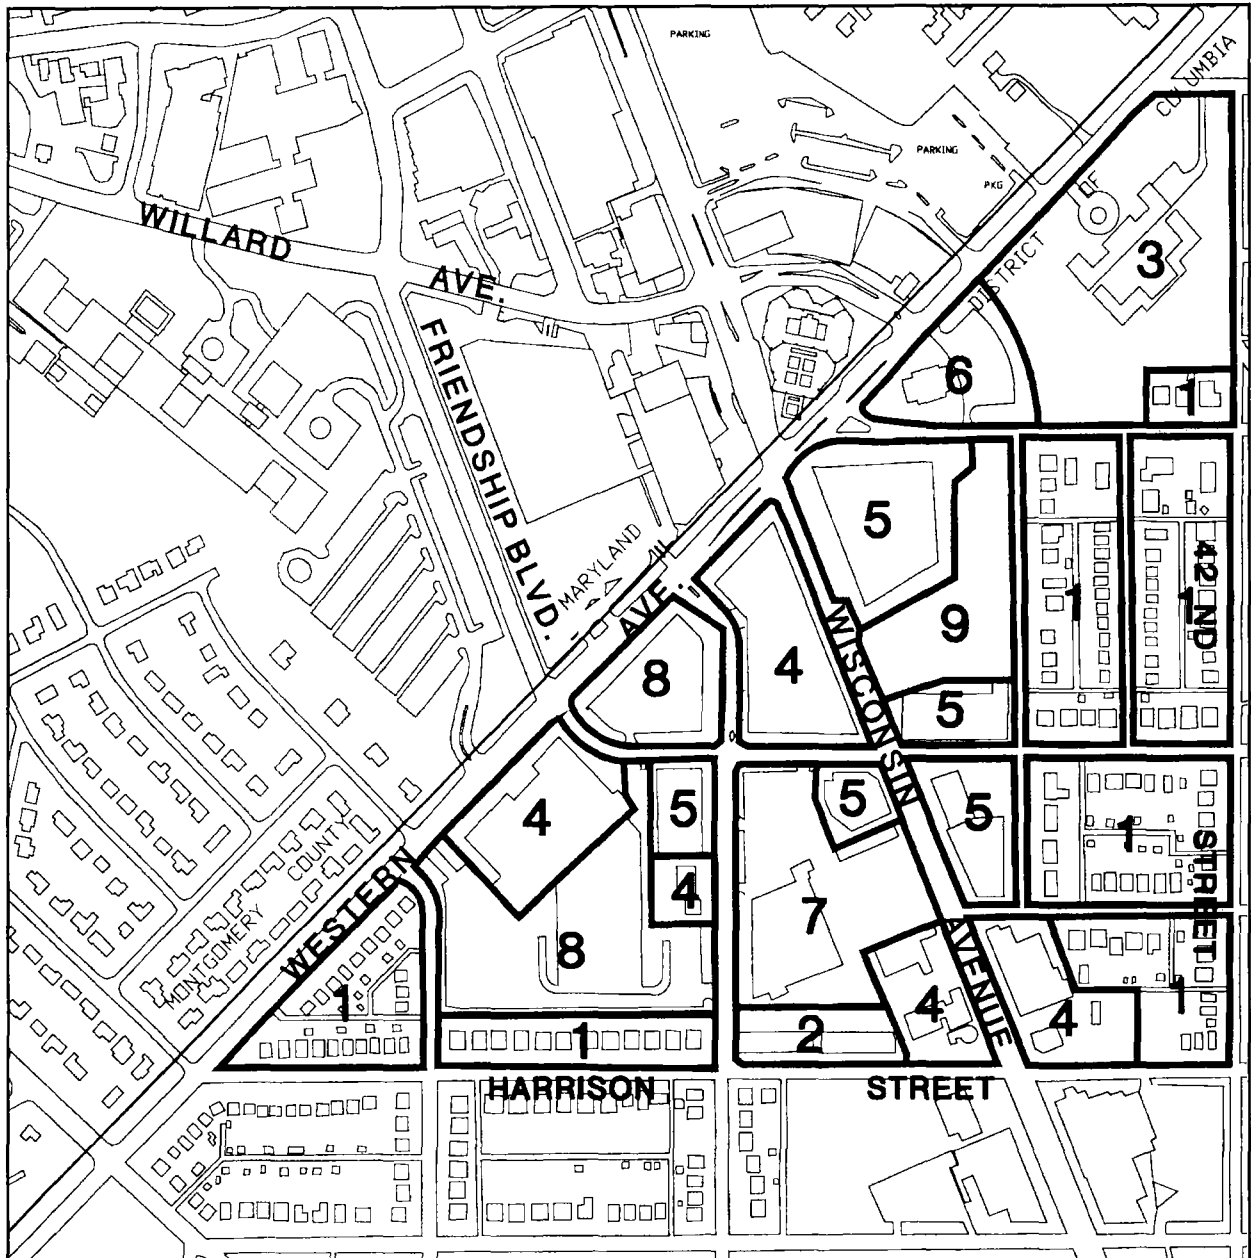 PARKING
COLUMBIA
PARKING
PKG
WILLARD
AVE.
DISTRICT
3
6
1
FRIENDSHIP BLVD.
5
MARYLAND
AVE.
1
1
42 ND
WISCONSIN
9
8
4
5
4
5
5
5
1
STREET
COUNTY
4
WESTERN
MONTGOMERY
7
AVENUE
8
1
1
2
4
4
1
HARRISON
STREET